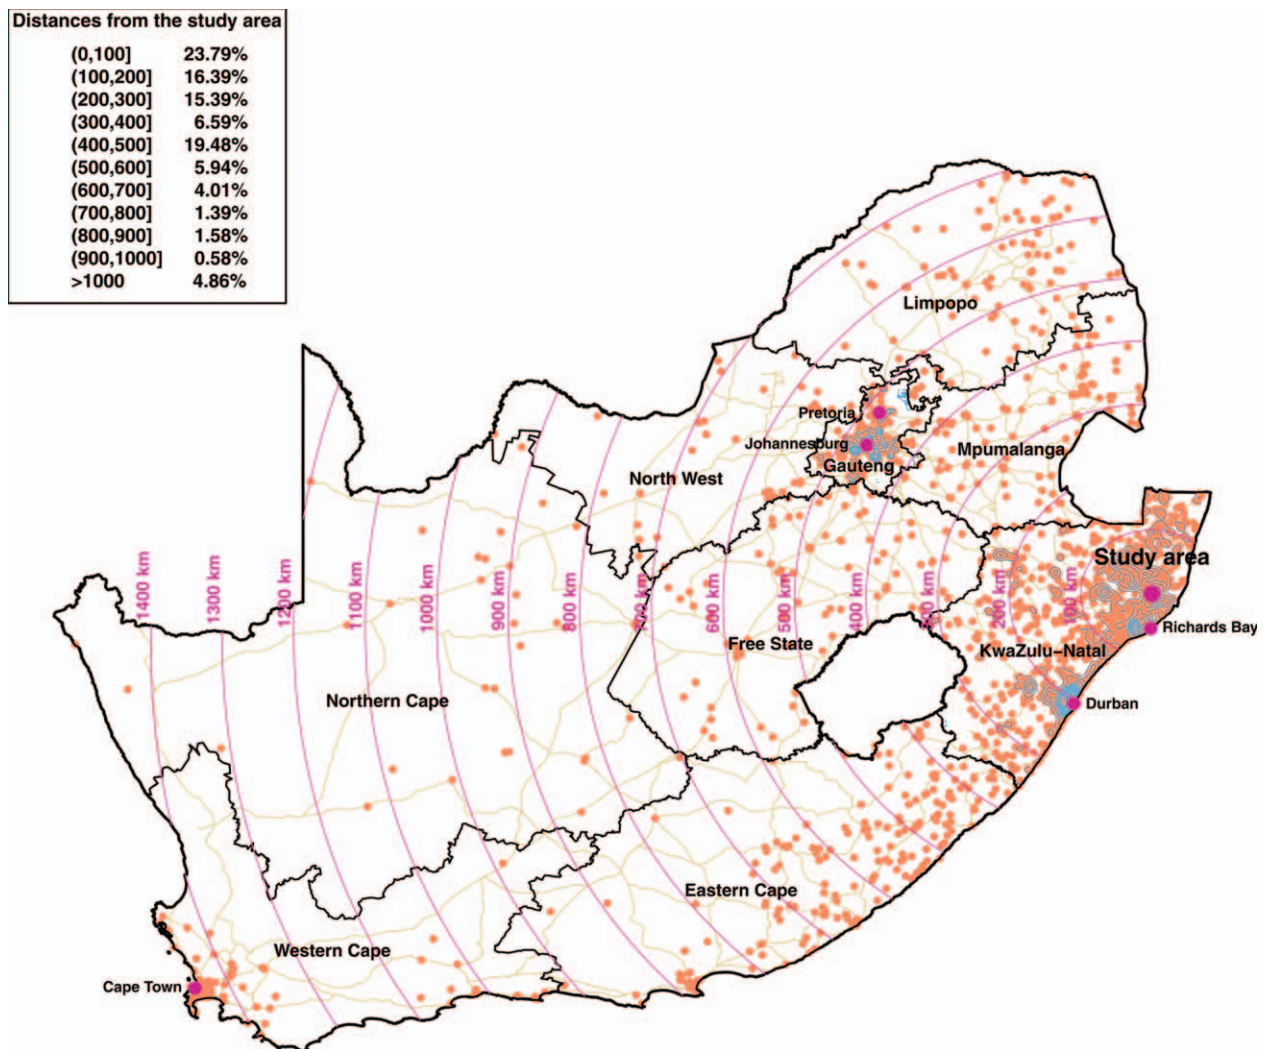 Distances from the study area
(0,100] 23.79%
(100,200] 16.39%
(200,300] 15.39%
(300,400] 6.59%
(400,500] 19.48%
(500,600] 5.94%
(600,700] 4.01%
(700,800] 1.39%
(800,900] 1.58%
(900,1000] 0.58%
>1000 4.86%
Limpopo
Pretoria
Johannesburg
Gauteng
Mpumalanga
North West
Study area
1400 km
1300 km
1200 km
1100 km
1000 km
900 km
800 km
700 km
600 km
500 km
400 km
300 km
200 km
100 km
Richards Bay
Free State
KwaZulu-Natal
Northern Cape
Durban
Eastern Cape
Western Cape
Cape Town